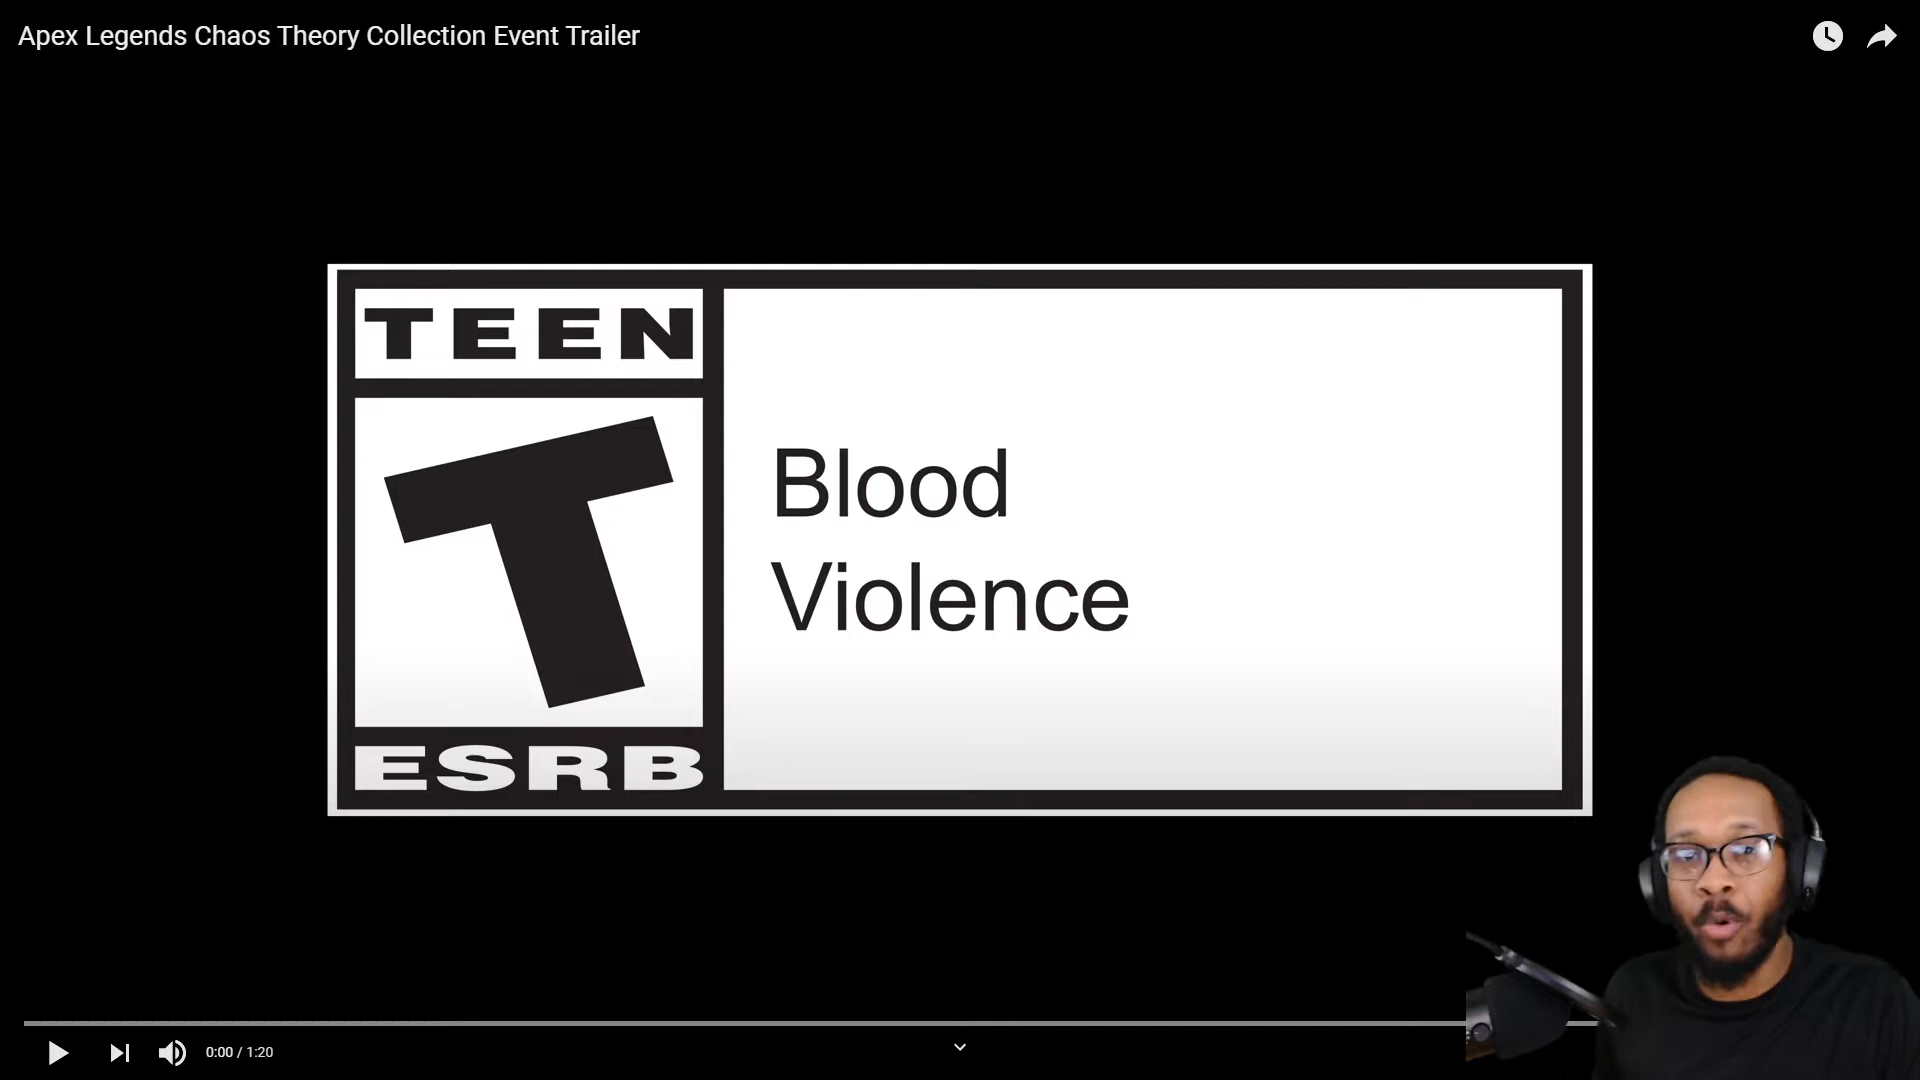 Apex Legends Chaos Theory Collection Event Trailer
TEEN
T
ESRB
Blood
Violence
0:00 / 1:20